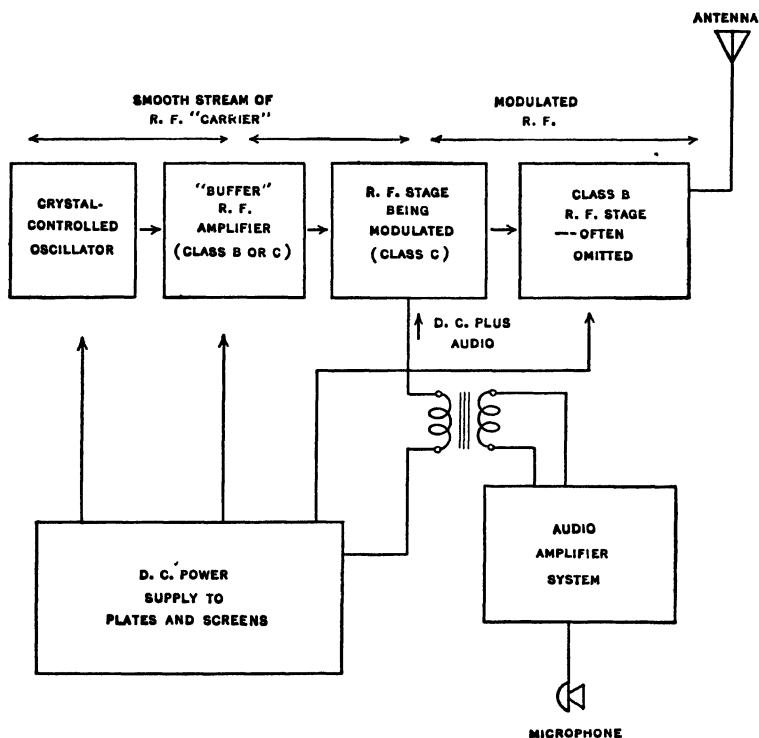 ANTENNA
SMOOTH STREAM OF
R. F. "CARRIER"
MODULATED
R. F.
CRYSTAL-
CONTROLLED
OSCILLATOR
"BUFFER"
R. F.
AMPLIFIER
(CLASS B OR C)
R. F. STAGE
BEING
MODULATED
(CLASS C)
CLASS B
R. F. STAGE
—OFTEN
OMITTED
D. C. PLUS
AUDIO
D. C. POWER
SUPPLY TO
PLATES AND SCREENS
AUDIO
AMPLIFIER
SYSTEM
MICROPHONE